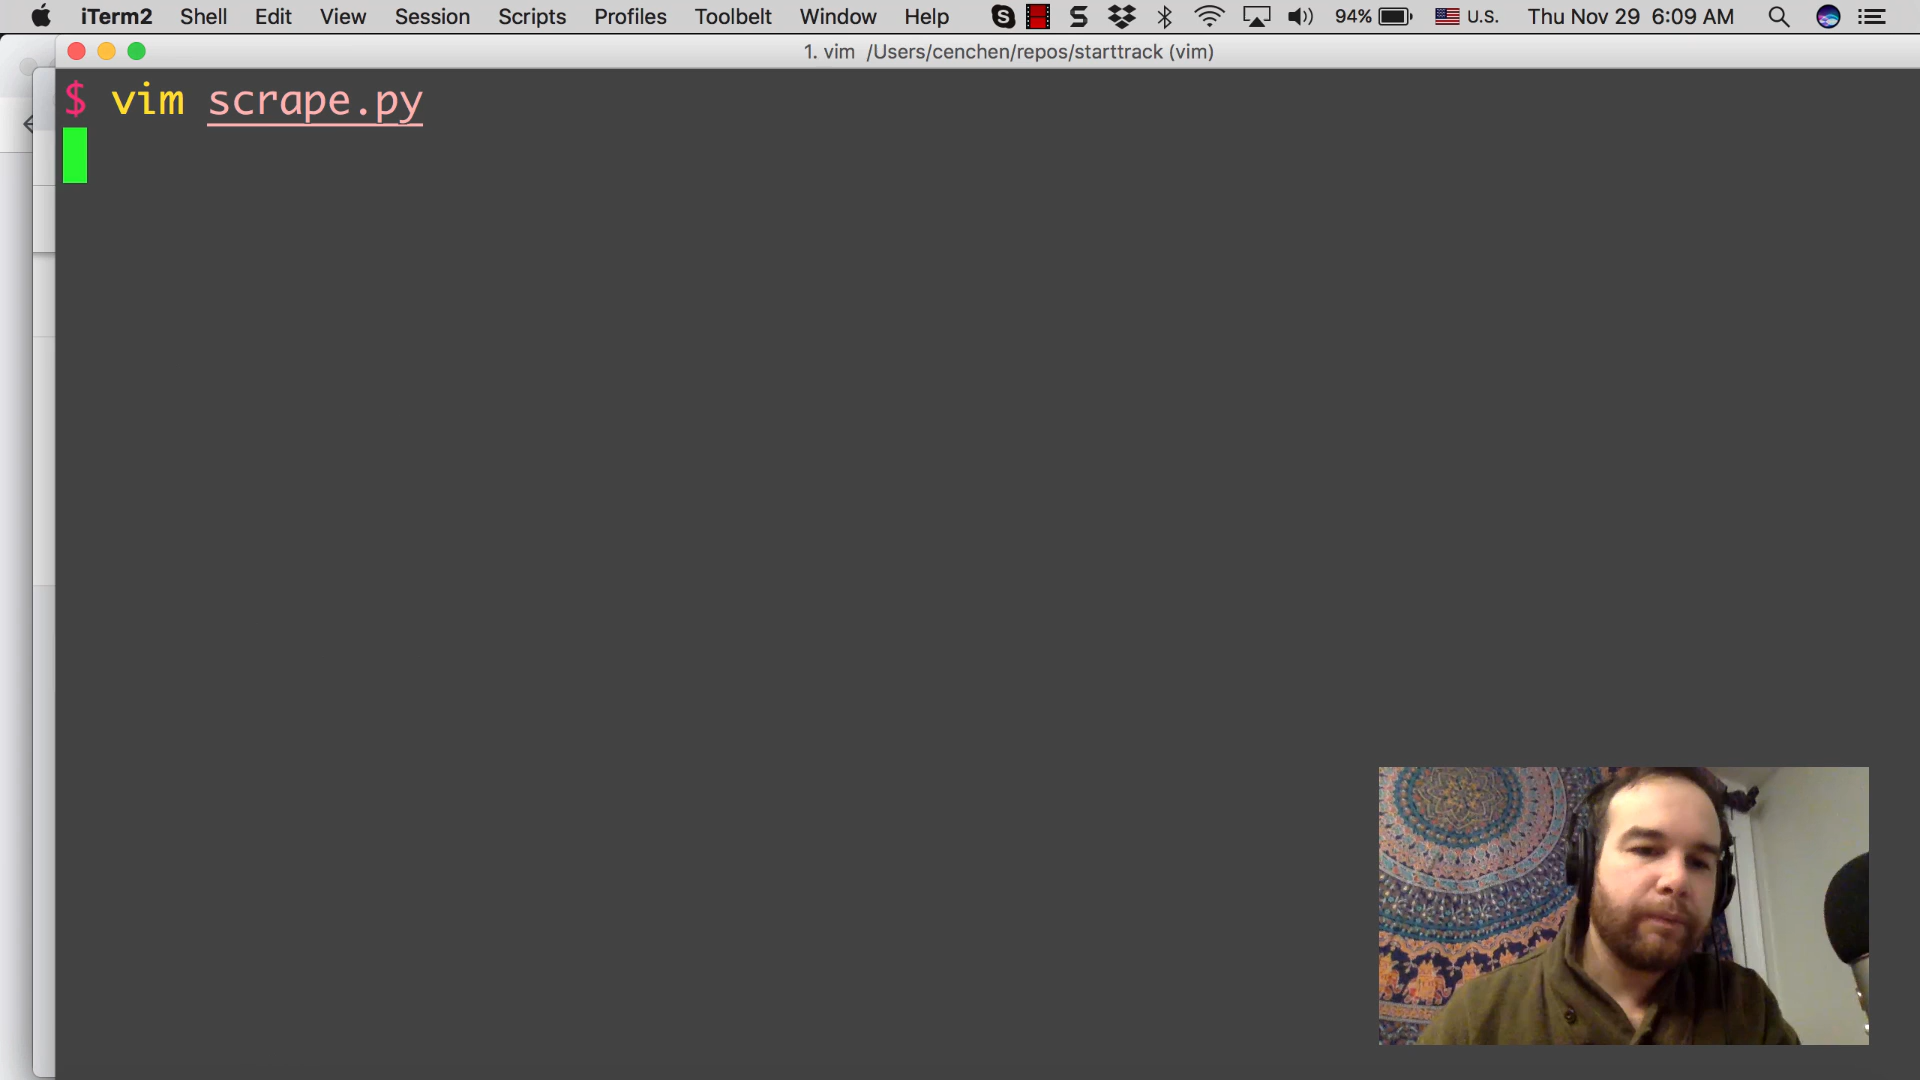 iTerm2 Shell Edit View Session Scripts Profiles Toolbelt Window Help 94% U.S. Thu Nov 29 6:09 AM
1. vim /Users/cenchen/repos/starttrack (vim)
$ vim scrape.py